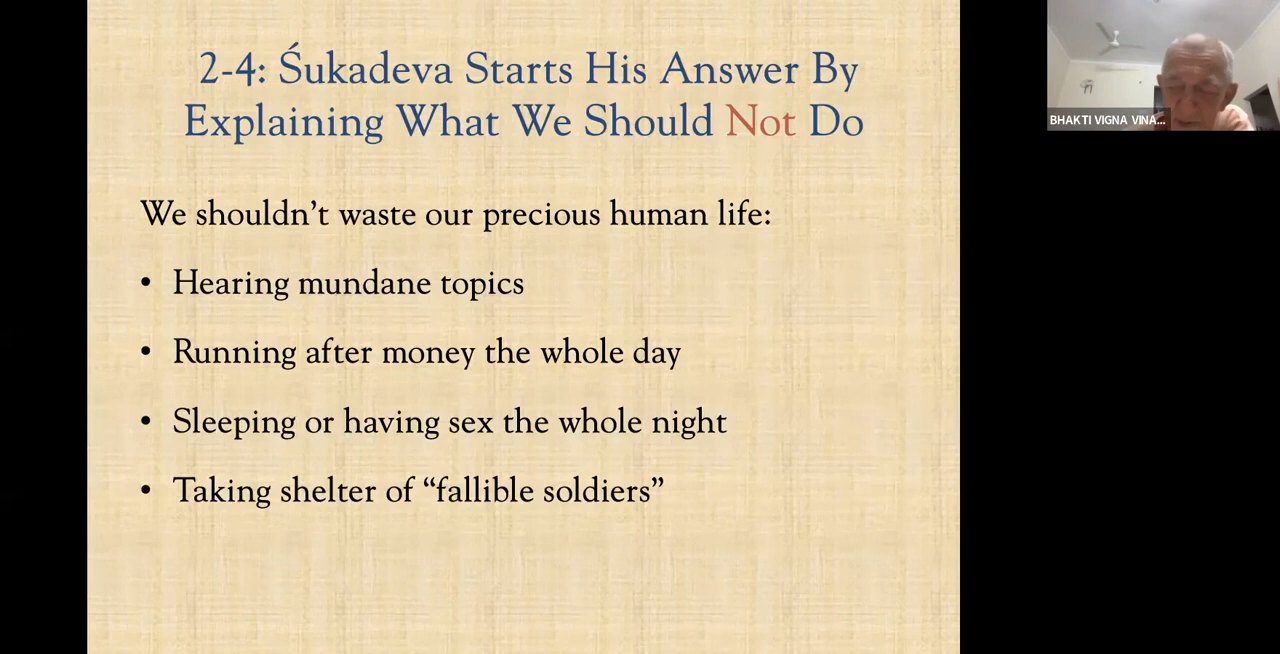 2-4: Śukadeva Starts His Answer By
Explaining What We Should Not Do
We shouldn’t waste our precious human life:
• Hearing mundane topics
• Running after money the whole day
• Sleeping or having sex the whole night
• Taking shelter of “fallible soldiers”
BHAKTI VIGNA VINA...